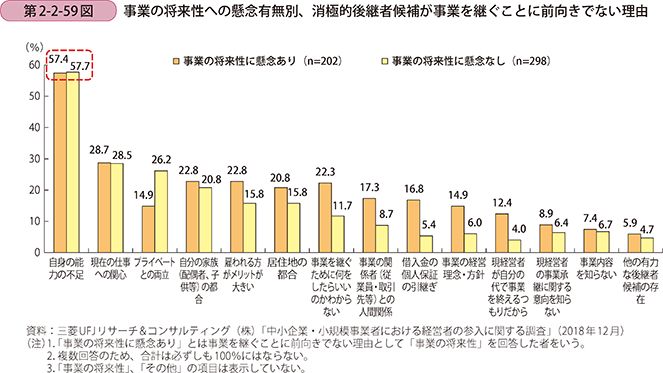 第2-2-59図　事業の将来性への懸念有無別、消極的後継者候補が事業を継ぐことに前向きでない理由
(%)
事業の将来性に懸念あり（n=202）　事業の将来性に懸念なし（n=298）
60
50
40
30
20
10
0
57.4 57.7
28.7 28.5
14.9 26.2
22.8 20.8
22.8 15.8
20.8 15.8
22.3 11.7
17.3 8.7
16.8 5.4
14.9 6.0
12.4 4.0
8.9 6.4
7.4 6.7
5.9 4.7
自身の能
力の不足
現在の仕事
への関心
プライベート
との両立
自分の家族
（配偶者、子
供等）の都
合
雇われる方
がメリットが
大きい
居住地の
都合
事業を継ぐ
ために何を
したらいい
のかわから
ない
事業の関
係者（従
業員・取引
先等）との
人間関係
借入金の
個人保証の
引継ぎ
事業の経営
理念・方針
現経営者
が自分の
代で事業
を終えるつ
もりだから
現経営者
の事業承
継に関する
意向を知ら
ない
事業内容
を知らない
他の有力
な後継者
候補の存
在
資料：三菱UFJリサーチ&コンサルティング（株）「中小企業・小規模事業者における経営者の参入に関する調査」（2018年12月）
（注）1.「事業の将来性に懸念あり」とは事業を継ぐことに前向きでない理由として「事業の将来性」を回答した者をいう。
2. 複数回答のため、合計は必ずしも100%にはならない。
3.「事業の将来性」、「その他」の項目は表示していない。